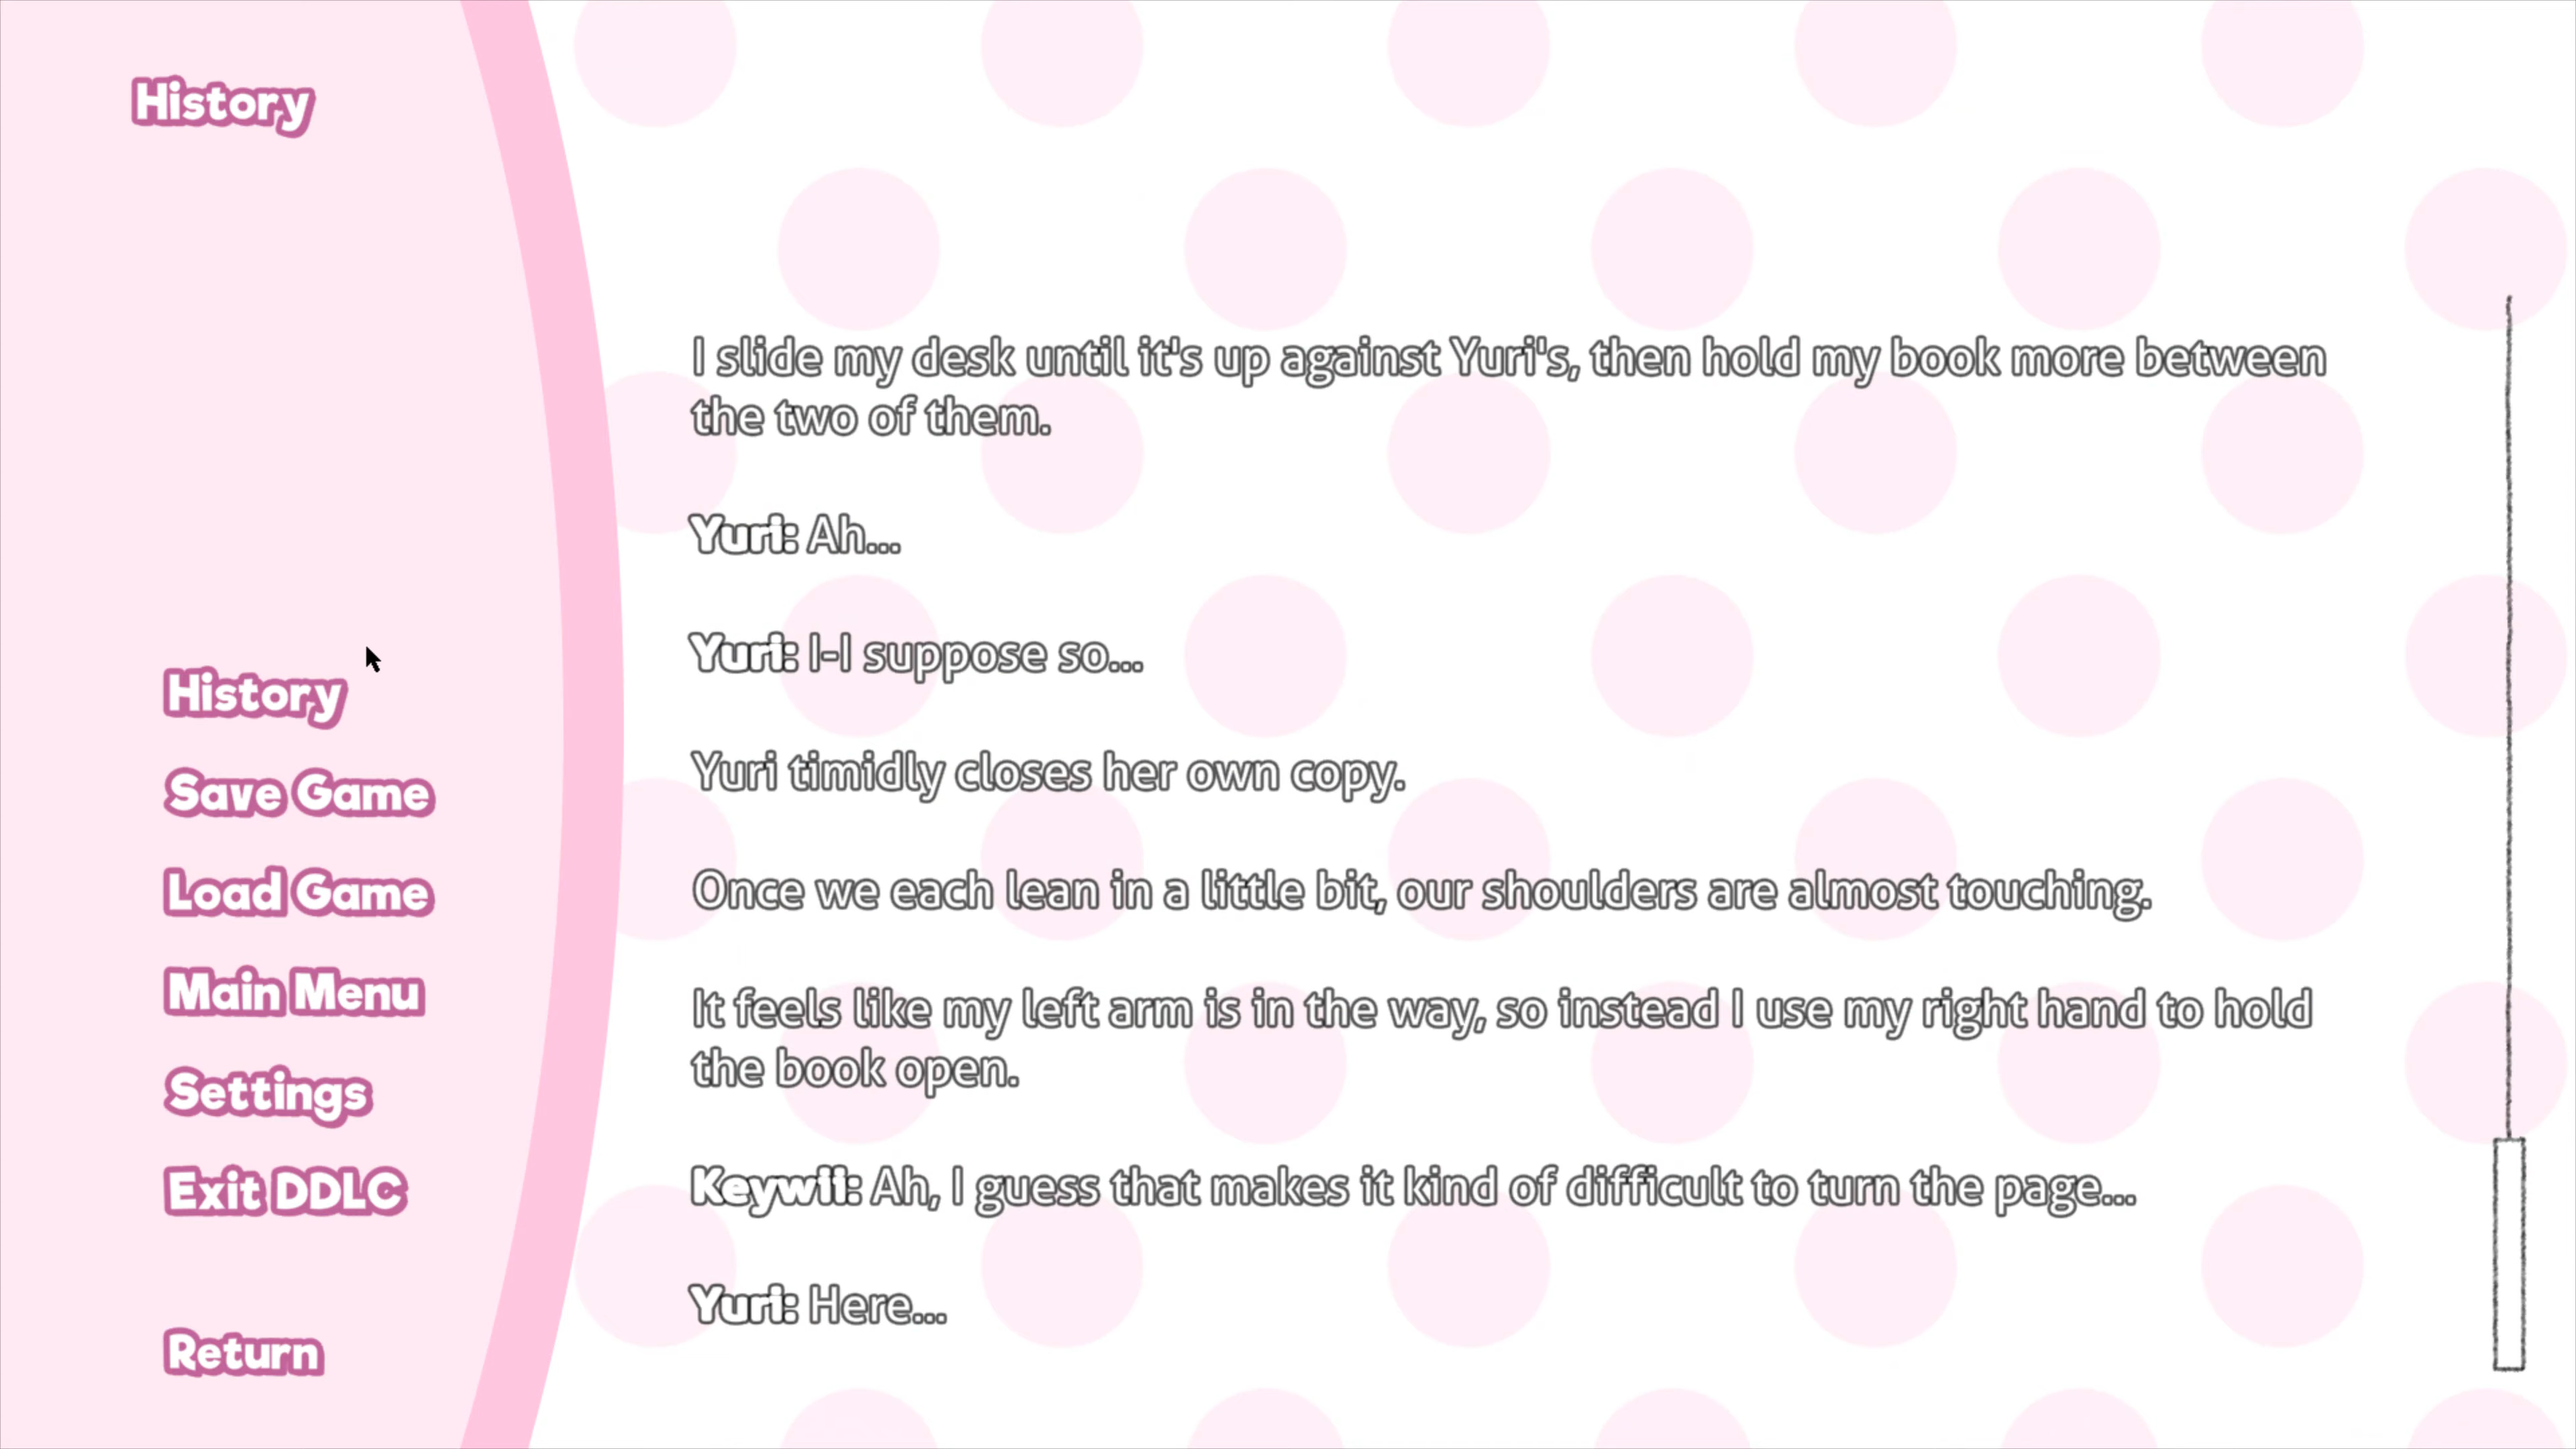 History
History
Save Game
Load Game
Main Menu
Settings
Exit DDLC
Return
I slide my desk until it's up against Yuri's, then hold my book more between
the two of them.
Yuri: Ah...
Yuri: I-I suppose so...
Yuri timidly closes her own copy.
Once we each lean in a little bit, our shoulders are almost touching.
It feels like my left arm is in the way, so instead I use my right hand to hold
the book open.
Keywii: Ah, I guess that makes it kind of difficult to turn the page...
Yuri: Here...